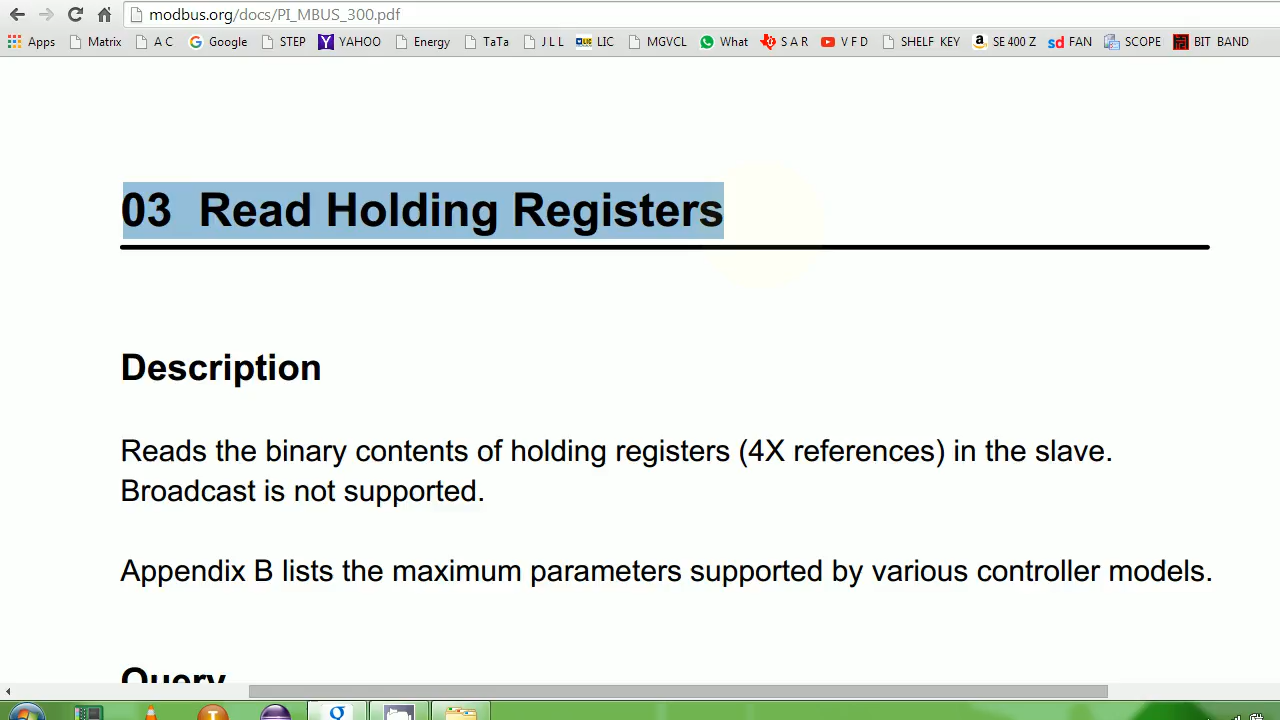 modbus.org/docs/PI_MBUS_300.pdf
Apps Matrix A C Google STEP YAHOO Energy TaTa J L L LIC MGVCL What S A R V F D SHELF KEY SE 400 Z FAN SCOPE BIT BAND
03 Read Holding Registers
Description
Reads the binary contents of holding registers (4X references) in the slave.
Broadcast is not supported.
Appendix B lists the maximum parameters supported by various controller models.
Query